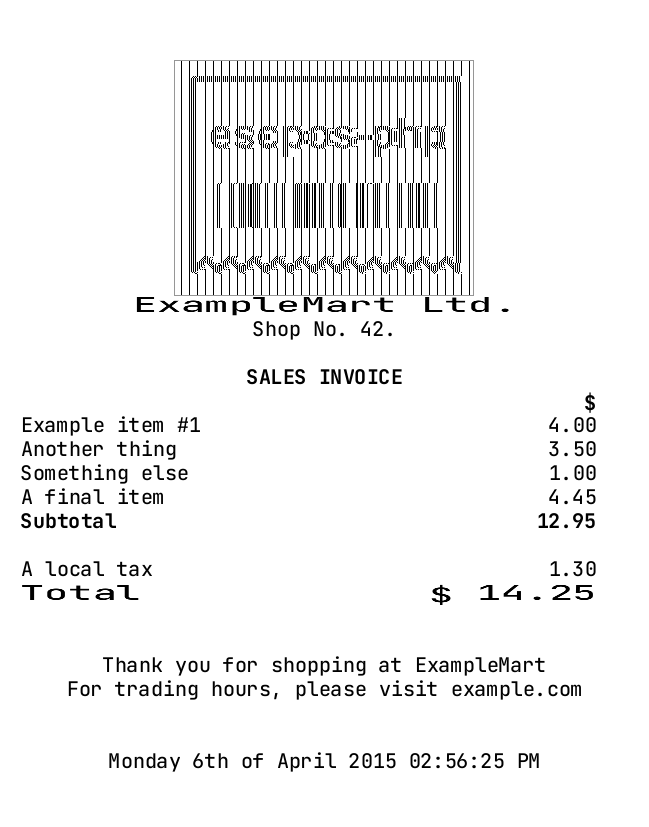 escpos-php
ExampleMart Ltd.
Shop No. 42.
SALES INVOICE
$
Example item #1 4.00
Another thing 3.50
Something else 1.00
A final item 4.45
Subtotal 12.95
A local tax 1.30
Total $ 14.25
Thank you for shopping at ExampleMart
For trading hours, please visit example.com
Monday 6th of April 2015 02:56:25 PM